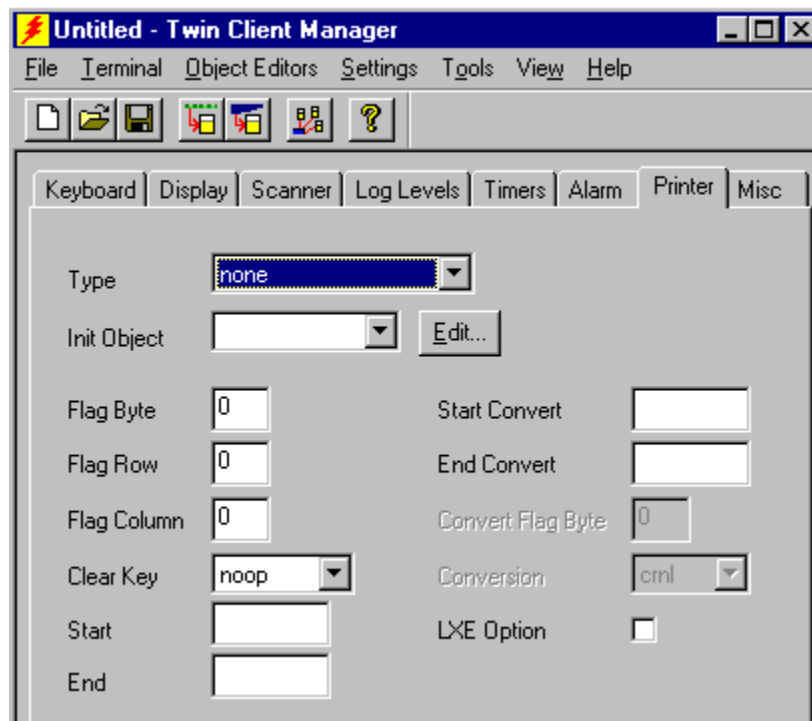 Untitled - Twin Client Manager
File Terminal Object Editors Settings Tools View Help
Keyboard Display Scanner Log Levels Timers Alarm Printer Misc
Type none
Init Object Edit...
Flag Byte 0 Start Convert
Flag Row 0 End Convert
Flag Column 0 Convert Flag Byte 0
Clear Key noop Conversion crnl
Start LXE Option
End